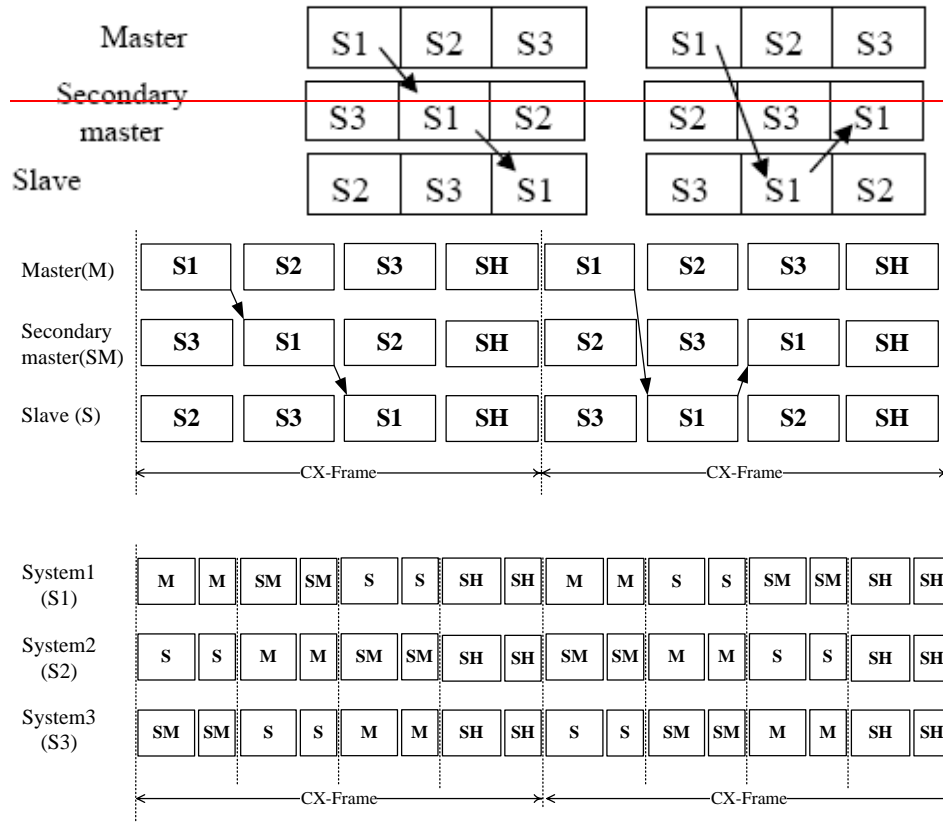 Master S1 S2 S3 S1 S2 S3
Secondary
master S3 S1 S2 S2 S3 S1
Slave S2 S3 S1 S3 S1 S2
Master(M) S1 S2 S3 SH S1 S2 S3 SH
Secondary
master(SM) S3 S1 S2 SH S2 S3 S1 SH
Slave (S) S2 S3 S1 SH S3 S1 S2 SH
CX-Frame CX-Frame
System1
(S1) M M SM SM S S SH SH M M S S SM SM SH SH
System2
(S2) S S M M SM SM SH SH SM SM M M S S SH SH
System3
(S3) SM SM S S M M SH SH S S SM SM M M SH SH
CX-Frame CX-Frame